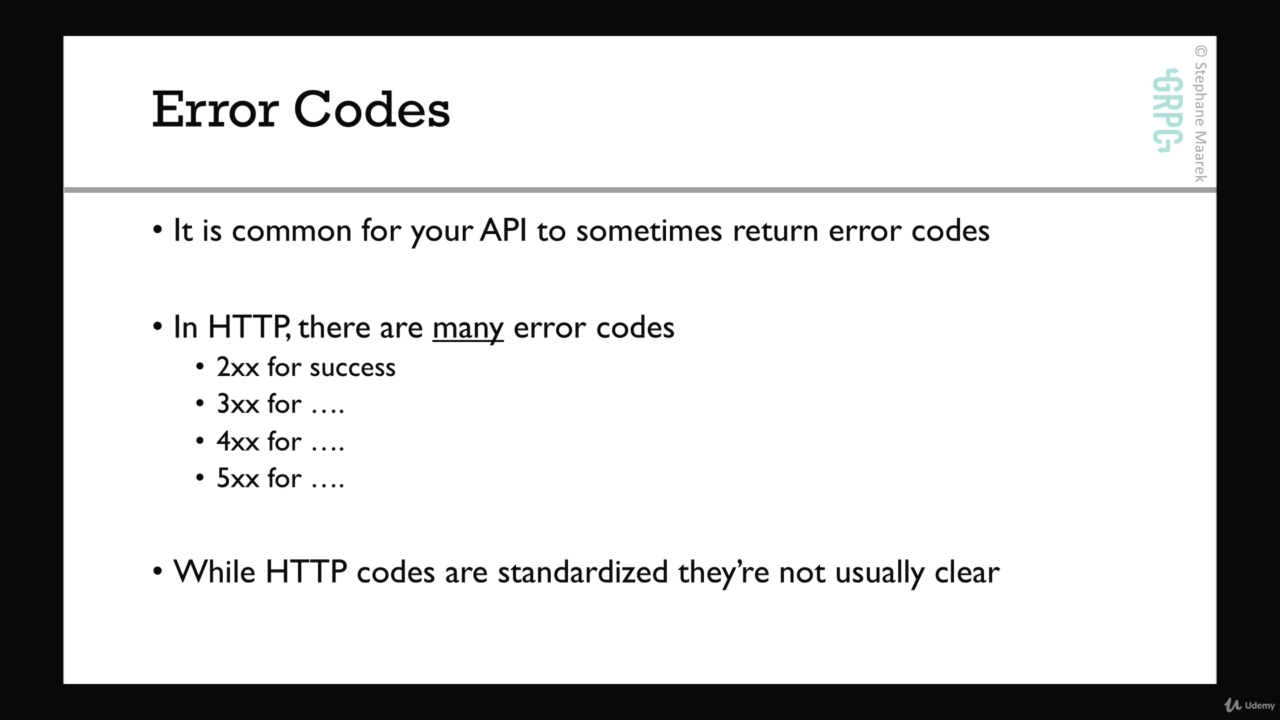 Error Codes
© Stephane Maarek
GRPC
• It is common for your API to sometimes return error codes
• In HTTP, there are many error codes
• 2xx for success
• 3xx for ....
• 4xx for ....
• 5xx for ....
• While HTTP codes are standardized they're not usually clear
Udemy